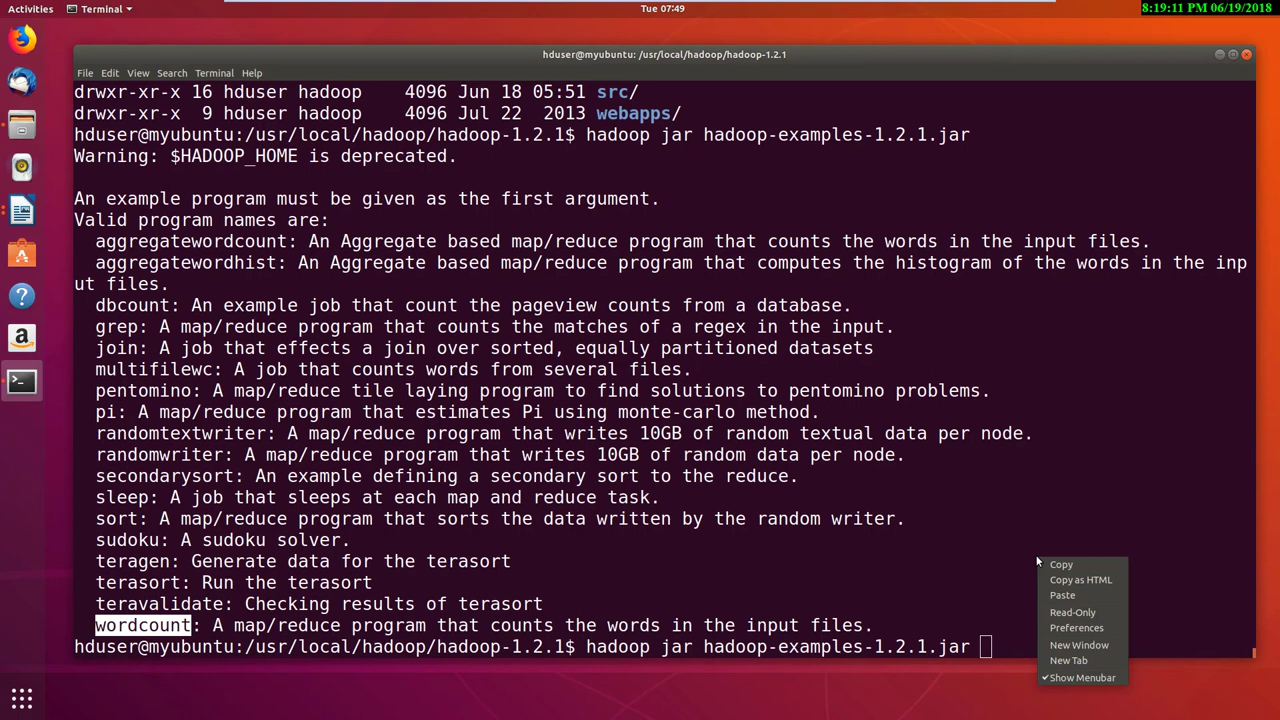 Activities
Terminal
Tue 07:49
8:19:11 PM 06/19/2018
hduser@myubuntu: /usr/local/hadoop/hadoop-1.2.1
File Edit View Search Terminal Help
drwxr-xr-x 16 hduser hadoop    4096 Jun 18 05:51 src/
drwxr-xr-x  9 hduser hadoop    4096 Jul 22  2013 webapps/
hduser@myubuntu:/usr/local/hadoop/hadoop-1.2.1$ hadoop jar hadoop-examples-1.2.1.jar
Warning: $HADOOP_HOME is deprecated.
An example program must be given as the first argument.
Valid program names are:
  aggregatewordcount: An Aggregate based map/reduce program that counts the words in the input files.
  aggregatewordhist: An Aggregate based map/reduce program that computes the histogram of the words in the inp
ut files.
  dbcount: An example job that count the pageview counts from a database.
  grep: A map/reduce program that counts the matches of a regex in the input.
  join: A job that effects a join over sorted, equally partitioned datasets
  multifilewc: A job that counts words from several files.
  pentomino: A map/reduce tile laying program to find solutions to pentomino problems.
  pi: A map/reduce program that estimates Pi using monte-carlo method.
  randomtextwriter: A map/reduce program that writes 10GB of random textual data per node.
  randomwriter: A map/reduce program that writes 10GB of random data per node.
  secondarysort: An example defining a secondary sort to the reduce.
  sleep: A job that sleeps at each map and reduce task.
  sort: A map/reduce program that sorts the data written by the random writer.
  sudoku: A sudoku solver.
  teragen: Generate data for the terasort
  terasort: Run the terasort
  teravalidate: Checking results of terasort
  wordcount: A map/reduce program that counts the words in the input files.
hduser@myubuntu:/usr/local/hadoop/hadoop-1.2.1$ hadoop jar hadoop-examples-1.2.1.jar
Copy
Copy as HTML
Paste
Read-Only
Preferences
New Window
New Tab
Show Menubar